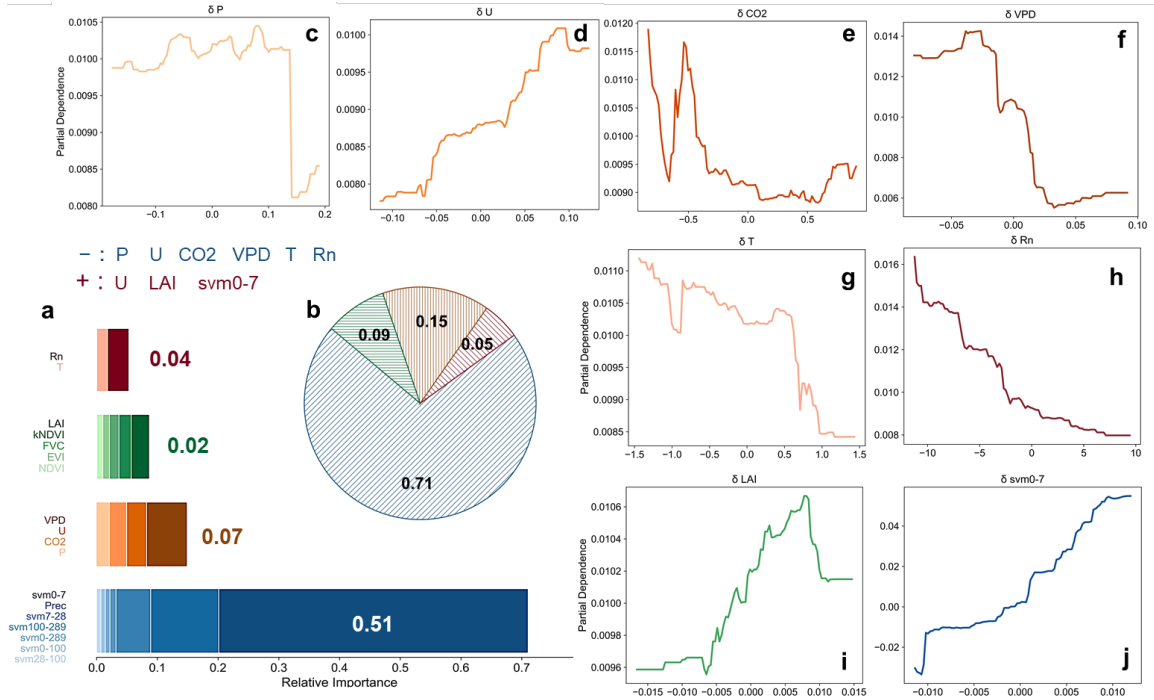 δ P
c
Partial Dependence
0.0105
0.0100
0.0095
0.0090
0.0085
0.0080
−0.1
0.0
0.1
0.2
δ U
d
0.0100
0.0095
0.0090
0.0085
0.0080
−0.10
−0.05
0.00
0.05
0.10
δ CO2
e
0.0120
0.0115
0.0110
0.0105
0.0100
0.0095
0.0090
−0.5
0.0
0.5
δ VPD
f
0.014
0.012
0.010
0.008
0.006
−0.05
0.00
0.05
0.10
− : P U CO2 VPD T Rn
+ : U LAI svm0-7
a
Rn
T
0.04
LAI
kNDVI
FVC
EVI
NDVI
0.02
VPD
U
CO2
P
0.07
svm0-7
Prec
svm7-28
svm100-289
svm0-289
svm0-100
svm28-100
0.51
0.0
0.1
0.2
0.3
0.4
0.5
0.6
0.7
Relative Importance
b
0.09
0.15
0.05
0.71
δ T
g
Partial Dependence
0.0110
0.0105
0.0100
0.0095
0.0090
0.0085
−1.5
−1.0
−0.5
0.0
0.5
1.0
1.5
δ Rn
h
0.016
0.014
0.012
0.010
0.008
−10
−5
0
5
10
δ LAI
i
Partial Dependence
0.0106
0.0104
0.0102
0.0100
0.0098
0.0096
−0.015
−0.010
−0.005
0.000
0.005
0.010
0.015
δ svm0-7
j
0.04
0.02
0.00
−0.02
−0.010
−0.005
0.000
0.005
0.010